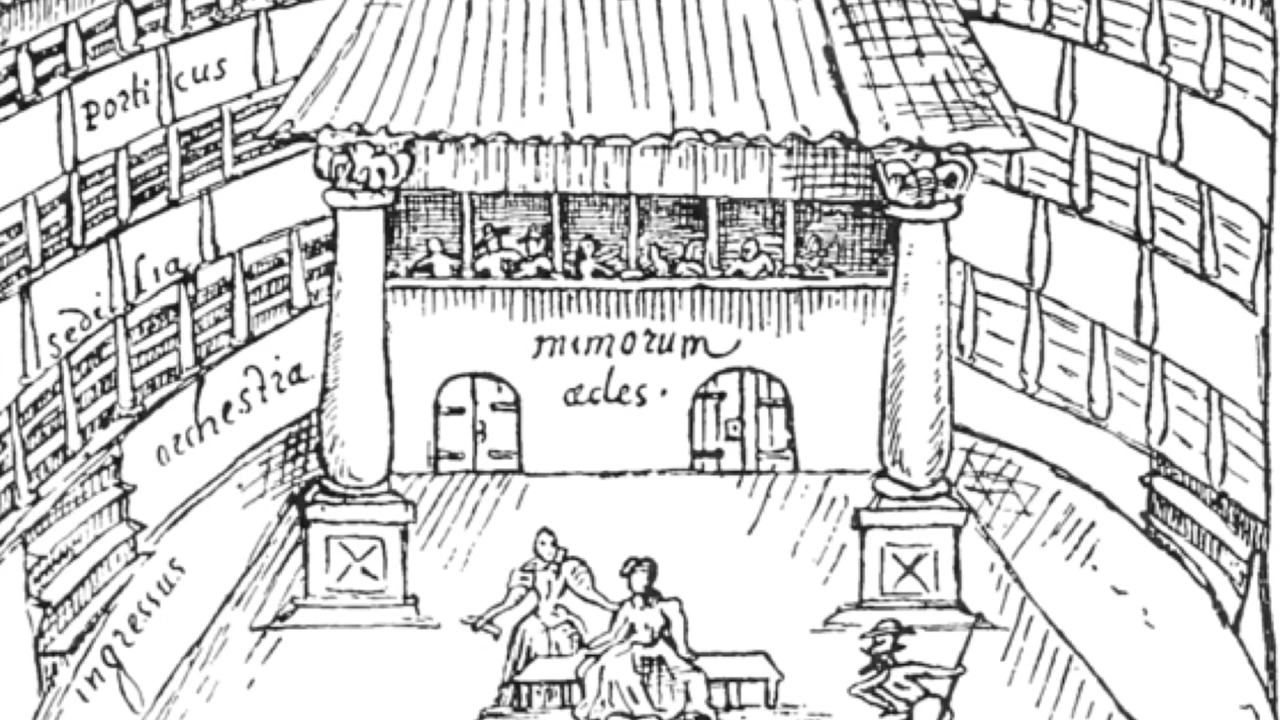 porticus
sedilia
orchestra
mimorum
ædes.
ingressus